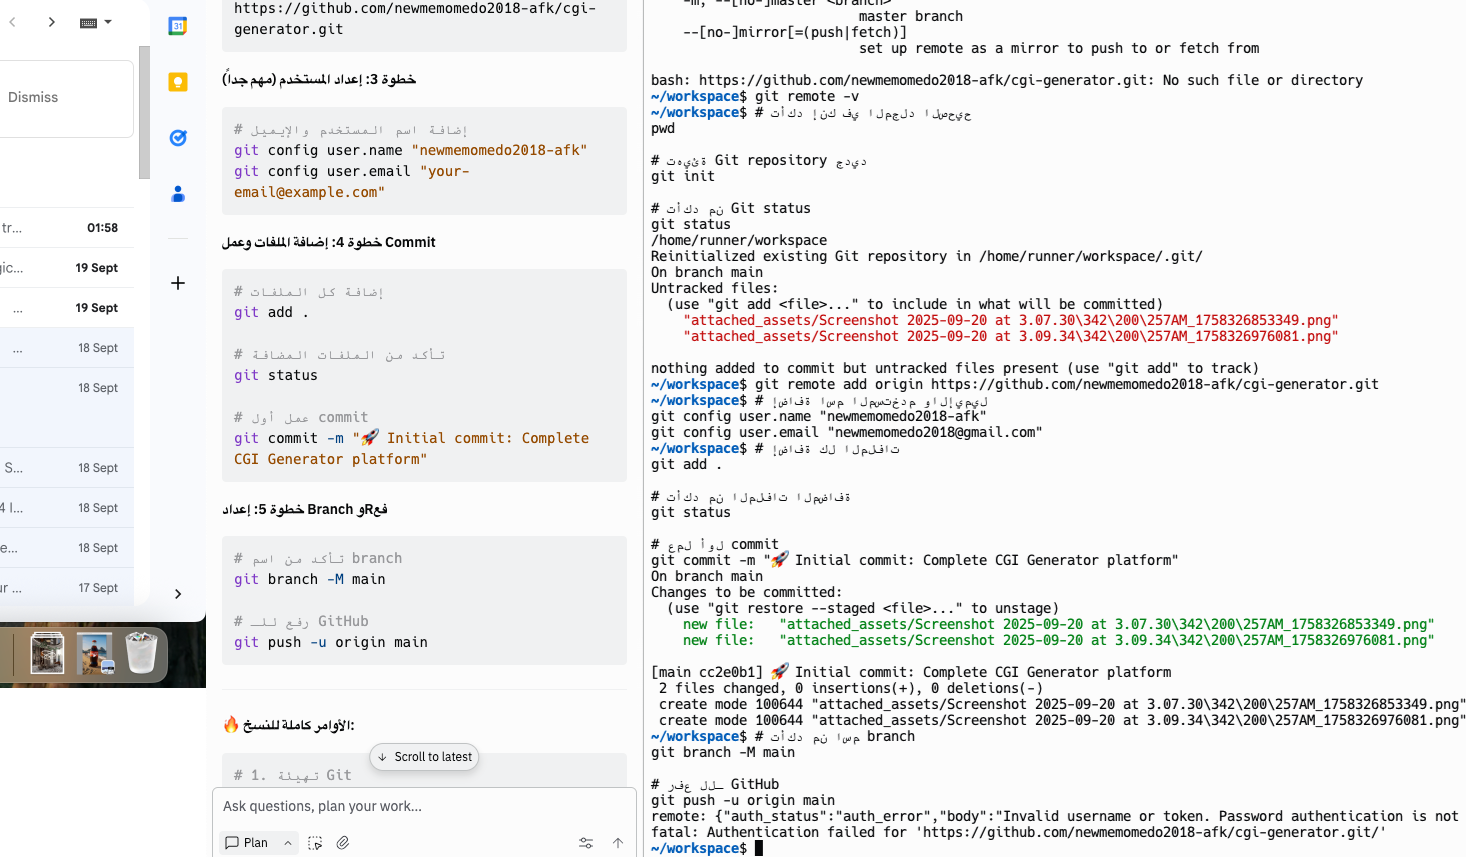 Dismiss
tr...
01:58
gic...
19 Sept
...
19 Sept
...
18 Sept
18 Sept
S...
18 Sept
4 l...
18 Sept
e...
18 Sept
ur ...
17 Sept
31
https://github.com/newmemomedo2018-afk/cgi-
generator.git
خطوة 3: إعداد المستخدم (مهم جداً)
# إضافة اسم المستخدم والإيميل
git config user.name "newmemomedo2018-afk"
git config user.email "your-
email@example.com"
خطوة 4: إضافة الملفات وعمل Commit
# إضافة كل الملفات
git add .
# تأكد من الملفات المضافة
git status
# عمل أول commit
git commit -m "🚀 Initial commit: Complete
CGI Generator platform"
خطوة 5: إعداد Branch وRفع
# تأكد من اسم branch
git branch -M main
# رفع للـ GitHub
git push -u origin main
🔥 الأوامر كاملة للنسخ:
# 1. تهيئة Git
Scroll to latest
Ask questions, plan your work...
Plan
-m, --[no-]master <branch>
master branch
--[no-]mirror[=(push|fetch)]
set up remote as a mirror to push to or fetch from
bash: https://github.com/newmemomedo2018-afk/cgi-generator.git: No such file or directory
~/workspace$ git remote -v
~/workspace$ # تأكد إنك في المجلد الصحيح
pwd
# تهيئة Git repository جديد
git init
# تأكد من Git status
git status
/home/runner/workspace
Reinitialized existing Git repository in /home/runner/workspace/.git/
On branch main
Untracked files:
(use "git add <file>..." to include in what will be committed)
"attached_assets/Screenshot 2025-09-20 at 3.07.30\342\200\257AM_1758326853349.png"
"attached_assets/Screenshot 2025-09-20 at 3.09.34\342\200\257AM_1758326976081.png"
nothing added to commit but untracked files present (use "git add" to track)
~/workspace$ git remote add origin https://github.com/newmemomedo2018-afk/cgi-generator.git
~/workspace$ # إضافة اسم المستخدم والإيميل
git config user.name "newmemomedo2018-afk"
git config user.email "newmemomedo2018@gmail.com"
~/workspace$ # إضافة كل الملفات
git add .
# تأكد من الملفات المضافة
git status
# عمل أول commit
git commit -m "🚀 Initial commit: Complete CGI Generator platform"
On branch main
Changes to be committed:
(use "git restore --staged <file>..." to unstage)
new file:   "attached_assets/Screenshot 2025-09-20 at 3.07.30\342\200\257AM_1758326853349.png"
new file:   "attached_assets/Screenshot 2025-09-20 at 3.09.34\342\200\257AM_1758326976081.png"
[main cc2e0b1] 🚀 Initial commit: Complete CGI Generator platform
2 files changed, 0 insertions(+), 0 deletions(-)
create mode 100644 "attached_assets/Screenshot 2025-09-20 at 3.07.30\342\200\257AM_1758326853349.png"
create mode 100644 "attached_assets/Screenshot 2025-09-20 at 3.09.34\342\200\257AM_1758326976081.png"
~/workspace$ # تأكد من اسم branch
git branch -M main
# رفع للـ GitHub
git push -u origin main
remote: {"auth_status":"auth_error","body":"Invalid username or token. Password authentication is not
fatal: Authentication failed for 'https://github.com/newmemomedo2018-afk/cgi-generator.git/'
~/workspace$